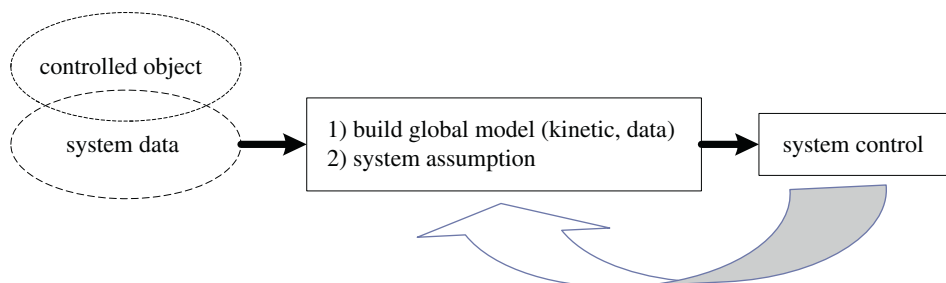 controlled object
system data
1) build global model (kinetic, data)
2) system assumption
system control